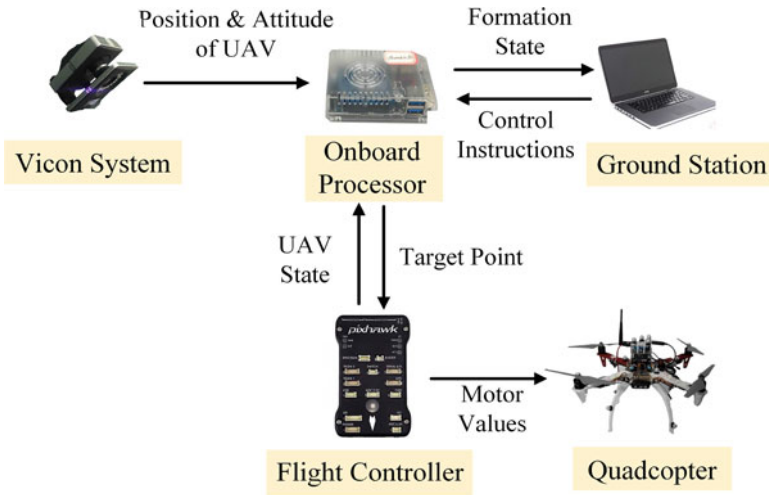 Position & Attitude
of UAV
Formation
State
Control
Instructions
Vicon System
Onboard
Processor
Ground Station
UAV
State
Target Point
pixhawk
Motor
Values
Flight Controller
Quadcopter